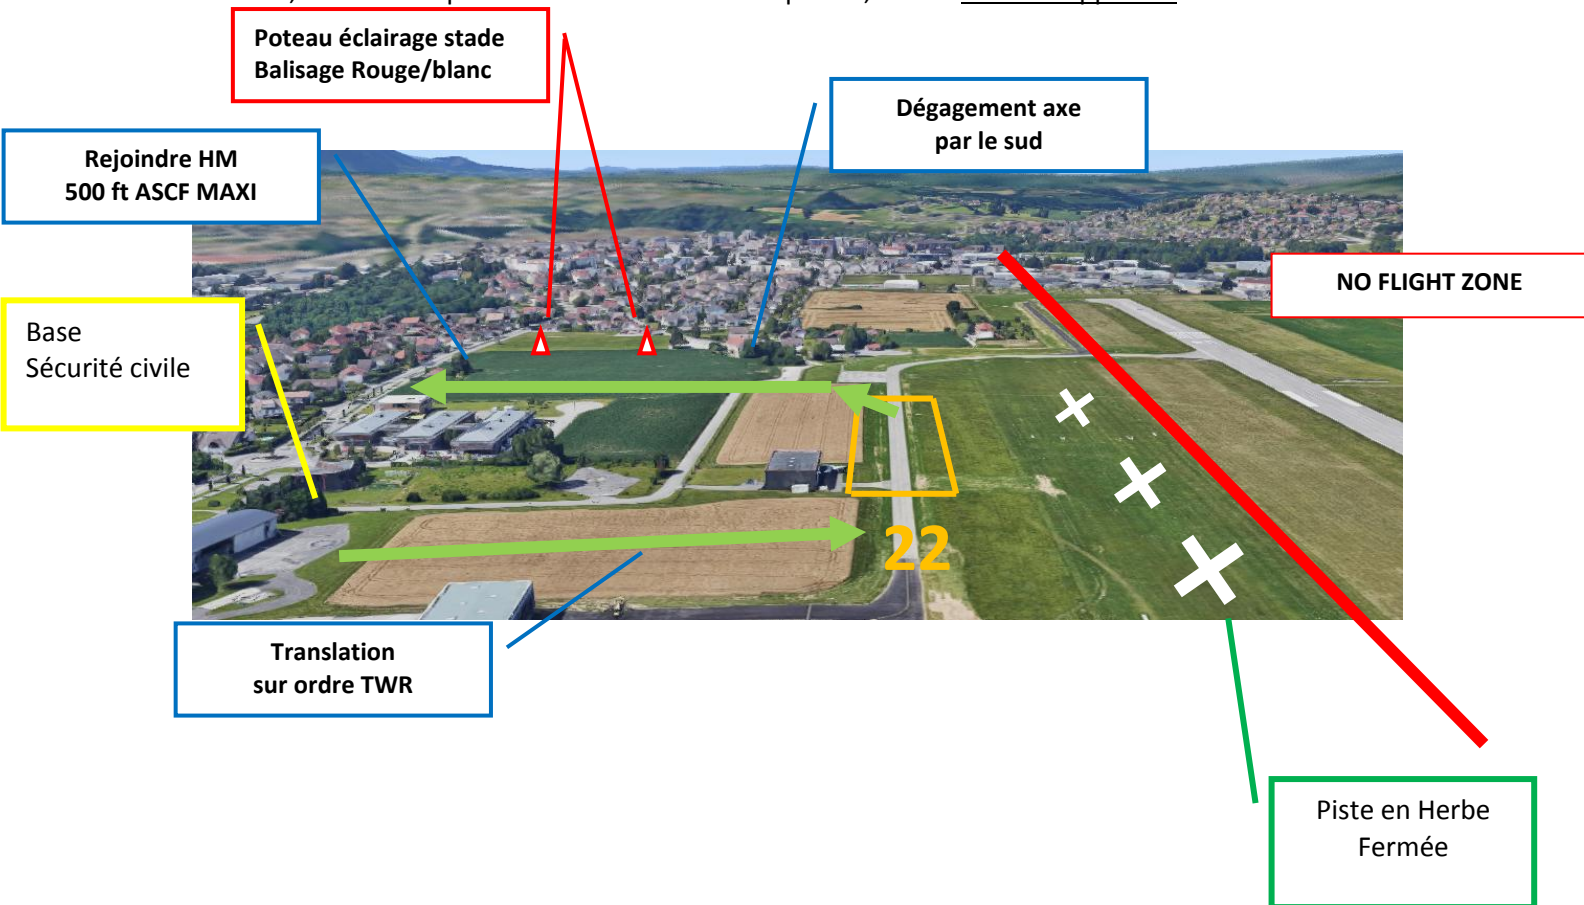 Poteau éclairage stade
Balisage Rouge/blanc
Dégagement axe
par le sud
Rejoindre HM
500 ft ASCF MAXI
NO FLIGHT ZONE
Base
Sécurité civile
22
Translation
sur ordre TWR
Piste en Herbe
Fermée